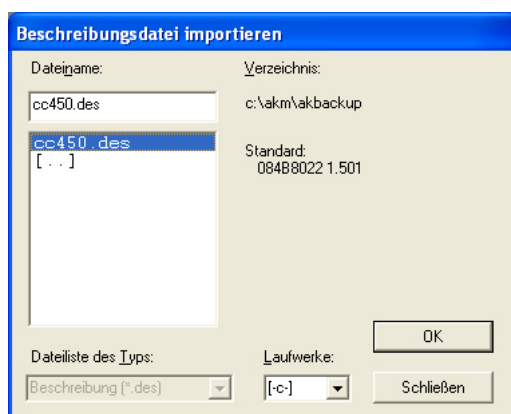 Beschreibungsdatei importieren
Dateiname:
Verzeichnis:
cc450.des
c:\akm\akbackup
cc450.des
[..]
Standard:
084B8022 1.501
OK
Dateiliste des Typs:
Laufwerke:
Beschreibung (*.des)
[-c-]
Schließen